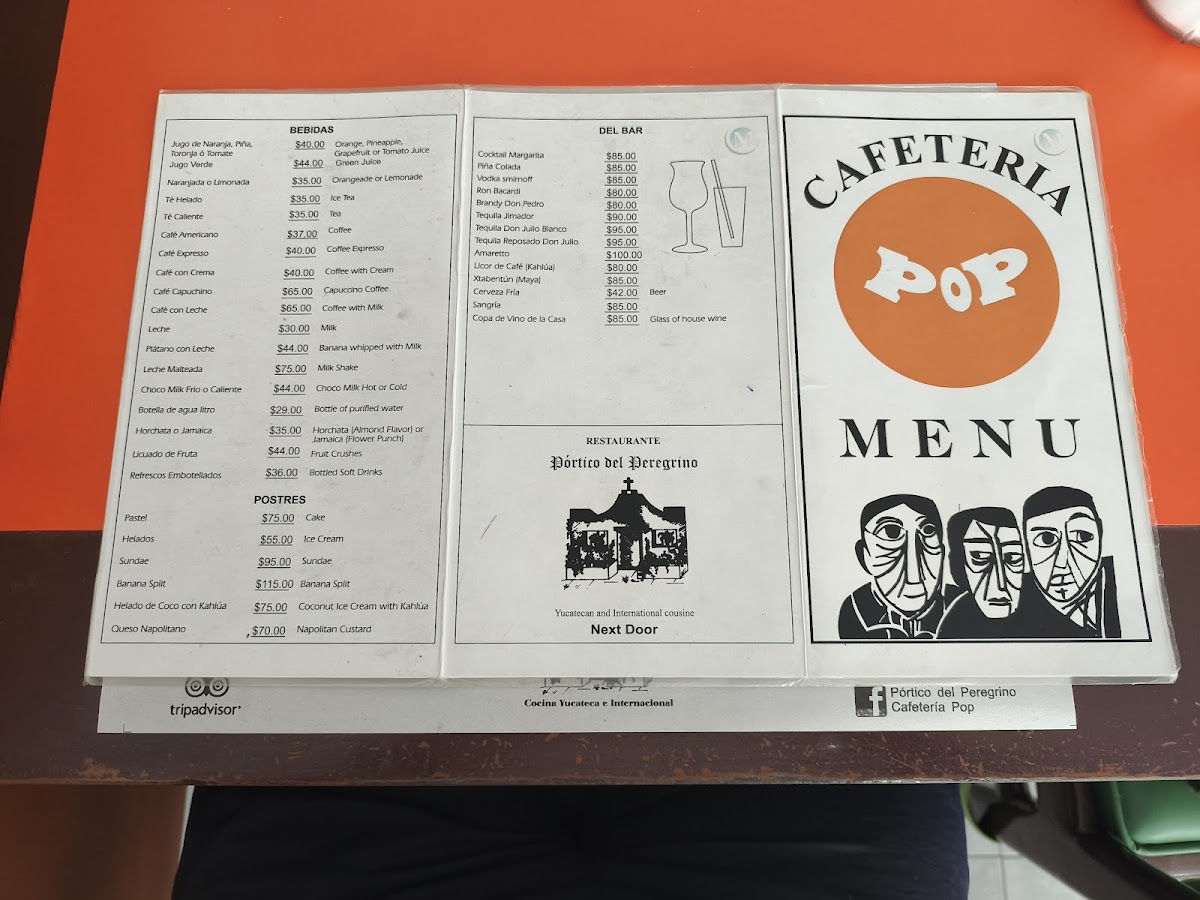 BEBIDAS
Jugo de Naranja, Piña, $40.00 Orange, Pineapple,
Toronja ó Tomate Grapefruit or Tomato Juice
Jugo Verde $44.00 Green Juice
Naranjada o Limonada $35.00 Orangeade or Lemonade
Té Helado $35.00 Ice Tea
Té Caliente $35.00 Tea
Café Americano $37.00 Coffee
Café Expreso $40.00 Coffee Expresso
Café con Crema $40.00 Coffee with Cream
Café Capuchino $65.00 Capuccino Coffee
Café con Leche $65.00 Coffee with Milk
Leche $30.00 Milk
Plátano con Leche $44.00 Banana whipped with Milk
Leche Malteada $75.00 Milk Shake
Choco Milk Frio o Caliente $44.00 Choco Milk Hot or Cold
Botella de agua litro $29.00 Bottle of purified water
Horchata o Jamaica $35.00 Horchata (Almond Flavor) or
Jamaica (Flower Punch)
Licuado de Fruta $44.00 Fruit Crushes
Refrescos Embotellados $36.00 Bottled Soft Drinks
POSTRES
Pastel $75.00 Cake
Helados $55.00 Ice Cream
Sundae $95.00 Sundae
Banana Split $115.00 Banana Split
Helado de Coco con Kahlúa $75.00 Coconut Ice Cream with Kahlúa
Queso Napolitano $70.00 Napolitan Custard
DEL BAR
Cocktail Margarita $85.00
Piña Colada $85.00
Vodka smirnoff $85.00
Ron Bacardi $80.00
Brandy Don Pedro $80.00
Tequila Jimador $90.00
Tequila Don Julio Blanco $95.00
Tequila Reposado Don Julio $95.00
Amaretto $100.00
Licor de Café (Kahlúa) $80.00
Xtabentún (Maya) $85.00
Cerveza Fría $42.00 Beer
Sangría $85.00
Copa de Vino de la Casa $85.00 Glass of house wine
RESTAURANTE
Pórtico del Peregrino
Yucatecan and International cousine
Next Door
CAFETERIA
POP
MENU
tripadvisor
Cocina Yucateca e Internacional
f Pórtico del Peregrino
Cafetería Pop